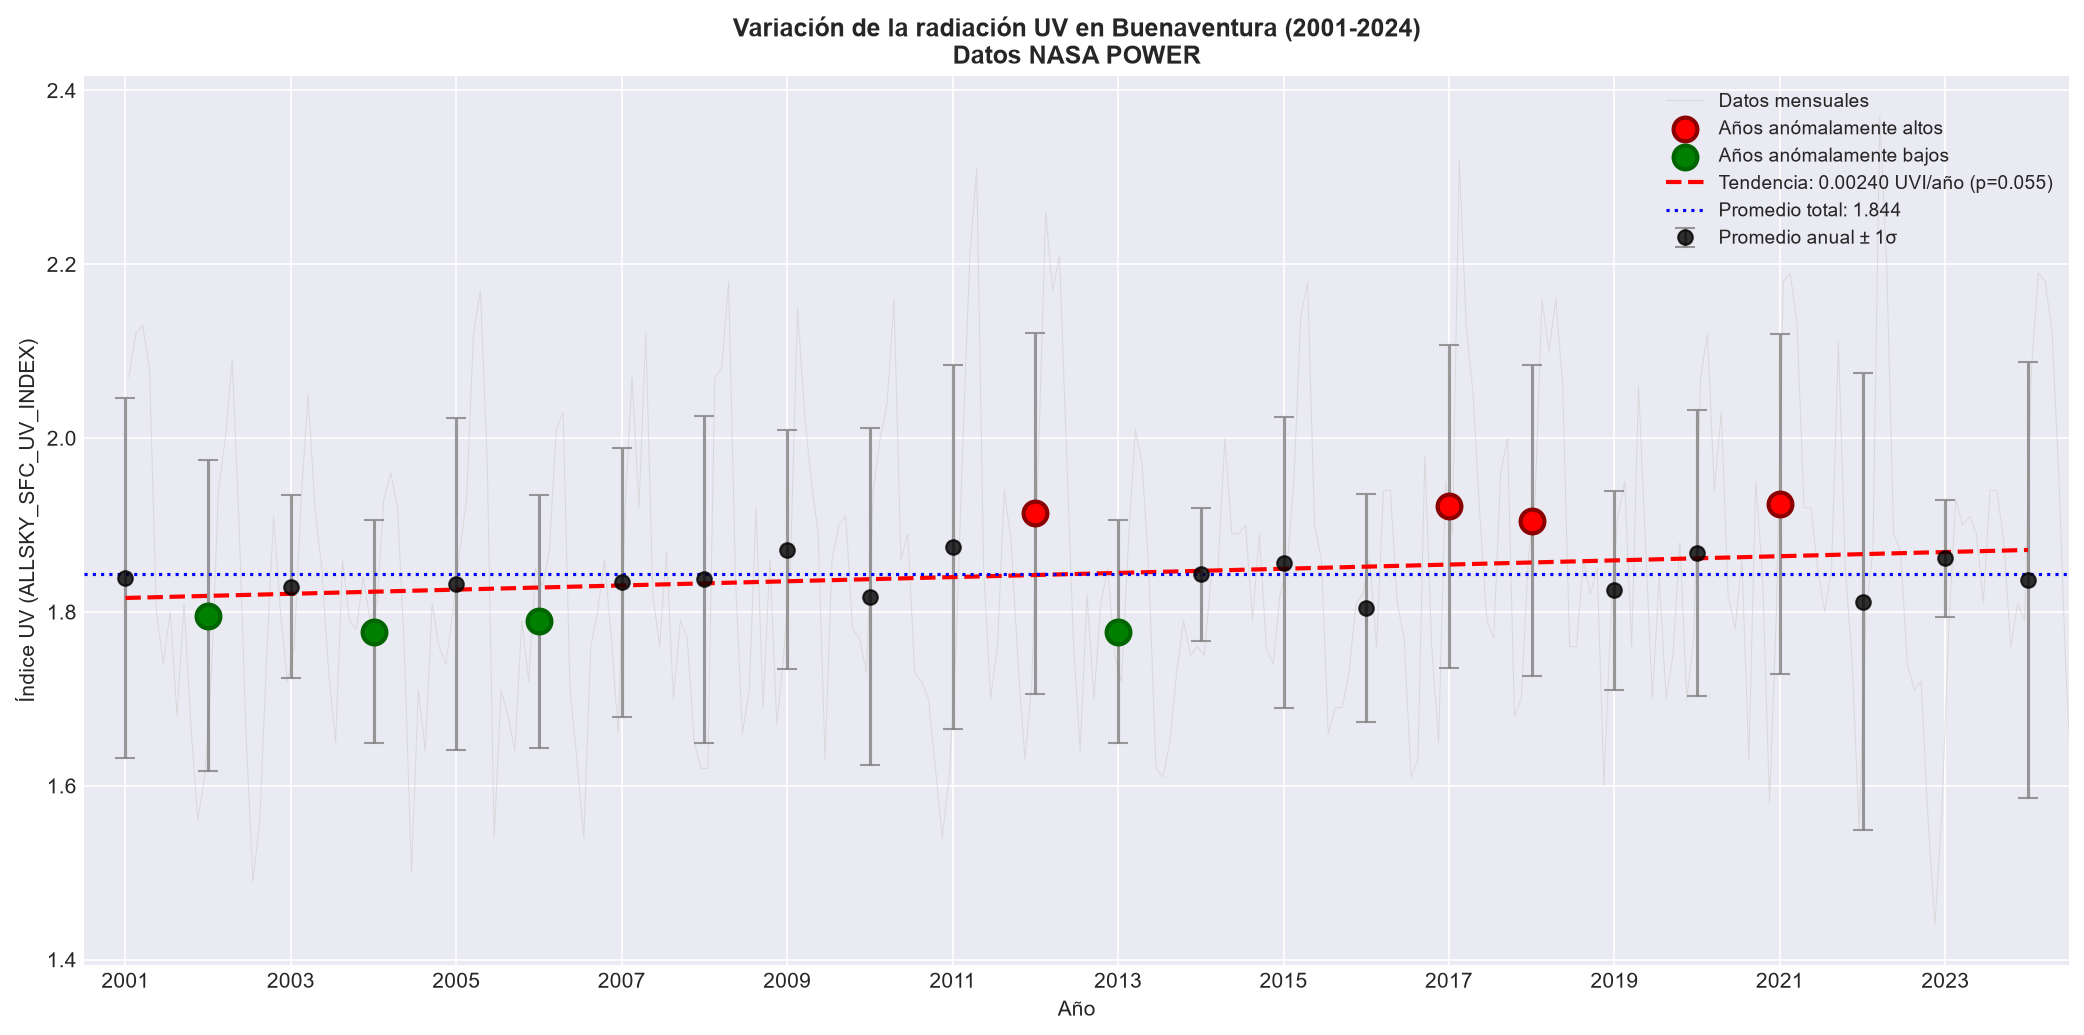 Variación de la radiación UV en Buenaventura (2001-2024)
Datos NASA POWER
Datos mensuales
Años anómalamente altos
Años anómalamente bajos
Tendencia: 0.00240 UVI/año (p=0.055)
Promedio total: 1.844
Promedio anual ± 1σ
Índice UV (ALLSKY_SFC_UV_INDEX)
2.4
2.2
2.0
1.8
1.6
1.4
2001 2003 2005 2007 2009 2011 2013 2015 2017 2019 2021 2023
Año